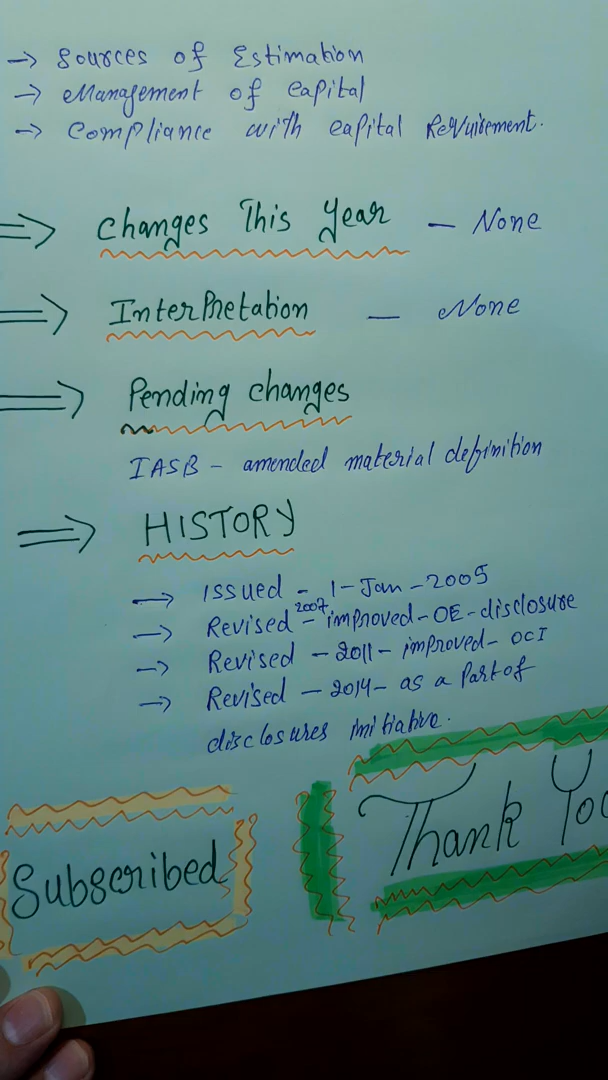 → Sources of Estimation
→ Management of capital
→ Compliance with capital Requirement.
⇒ Changes This Year — None
⇒ Interpretation — None
⇒ Pending changes
IASB - amended material definition
⇒ HISTORY
→ Issued - 1-Jan-2005
→ Revised - 2007 - improved-OE-disclosure
→ Revised - 2011 - improved- OCI
→ Revised - 2014- as a part of
disclosures initiative.
Subscribed
Thank You